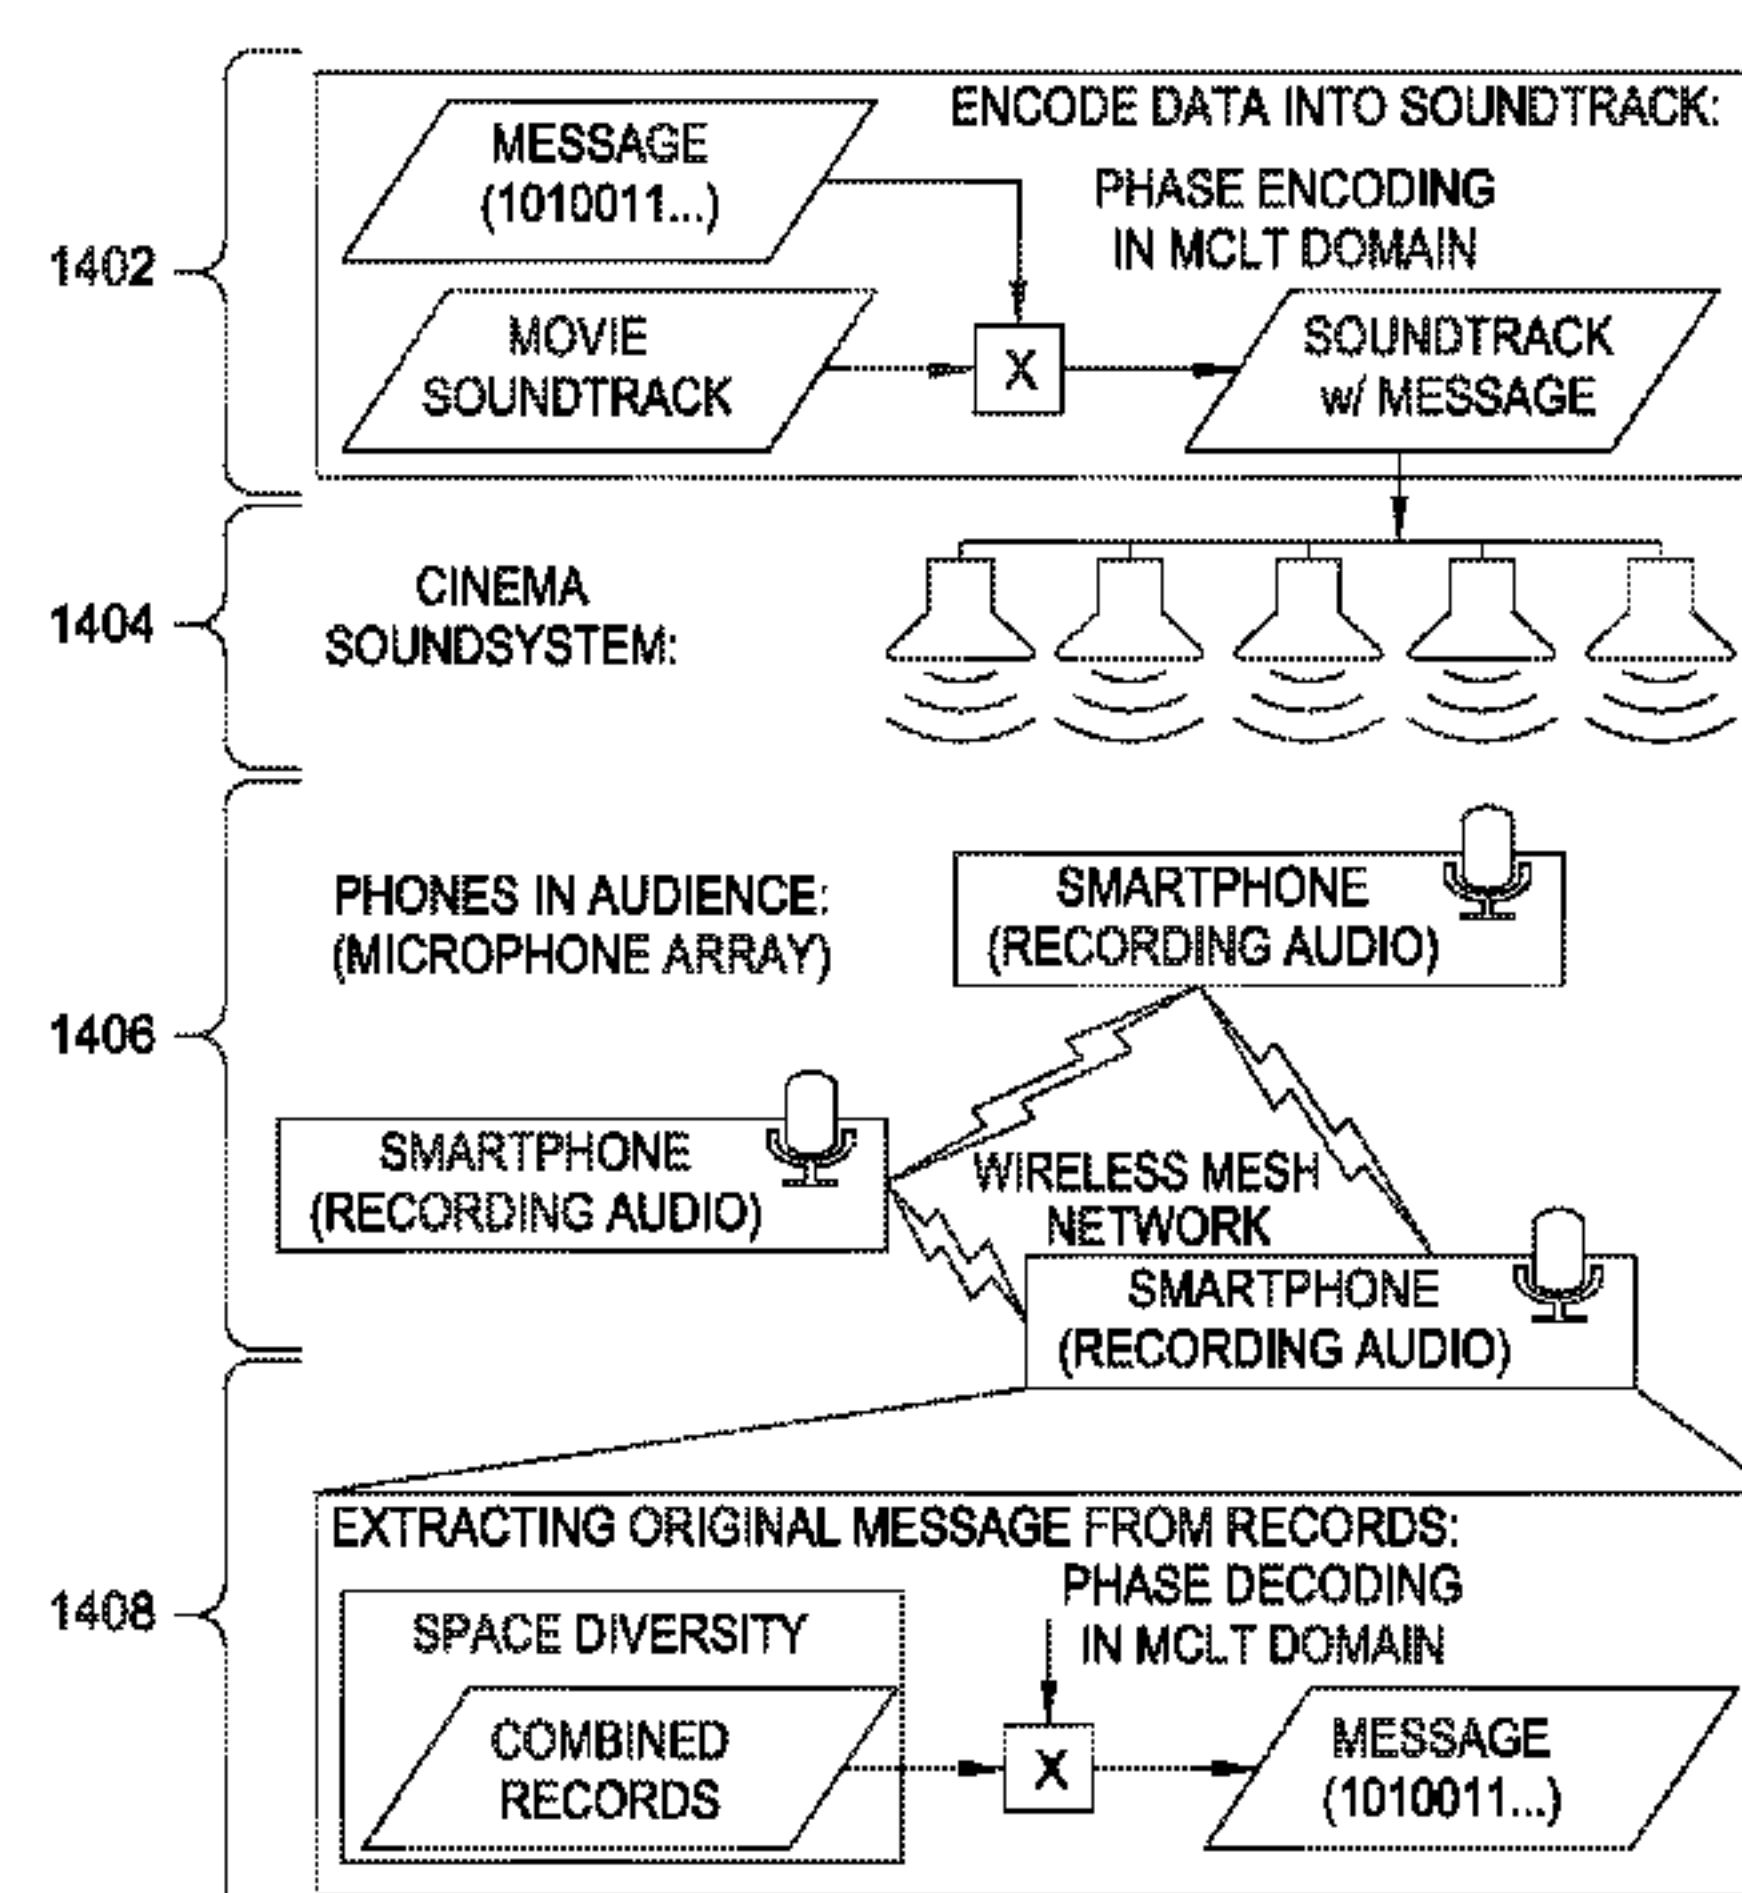 ENCODE DATA INTO SOUNDTRACK:
MESSAGE
(1010011...)
PHASE ENCODING
IN MCLT DOMAIN
1402
MOVIE
SOUNDTRACK
X
SOUNDTRACK
w/ MESSAGE
1404
CINEMA
SOUNDSYSTEM:
PHONES IN AUDIENCE:
(MICROPHONE ARRAY)
SMARTPHONE
(RECORDING AUDIO)
1406
SMARTPHONE
(RECORDING AUDIO)
WIRELESS MESH
NETWORK
SMARTPHONE
(RECORDING AUDIO)
EXTRACTING ORIGINAL MESSAGE FROM RECORDS:
PHASE DECODING
IN MCLT DOMAIN
1408
SPACE DIVERSITY
COMBINED
RECORDS
X
MESSAGE
(1010011...)